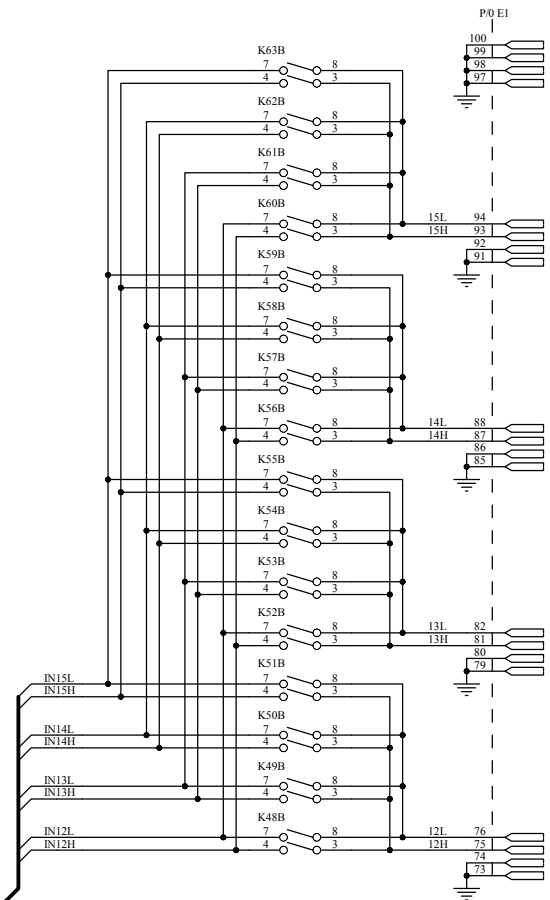 P/0 E1
100
99
98
97
K63B
7 8
4 3
K62B
7 8
4 3
K61B
7 8
4 3
K60B
7 8 15L 94
4 3 15H 93
92
91
K59B
7 8
4 3
K58B
7 8
4 3
K57B
7 8
4 3
K56B
7 8 14L 88
4 3 14H 87
86
85
K55B
7 8
4 3
K54B
7 8
4 3
K53B
7 8
4 3
K52B
7 8 13L 82
4 3 13H 81
80
79
K51B
IN15L 7 8
IN15H 4 3
K50B
IN14L 7 8
IN14H 4 3
K49B
IN13L 7 8
IN13H 4 3
K48B
IN12L 7 8 12L 76
IN12H 4 3 12H 75
74
73